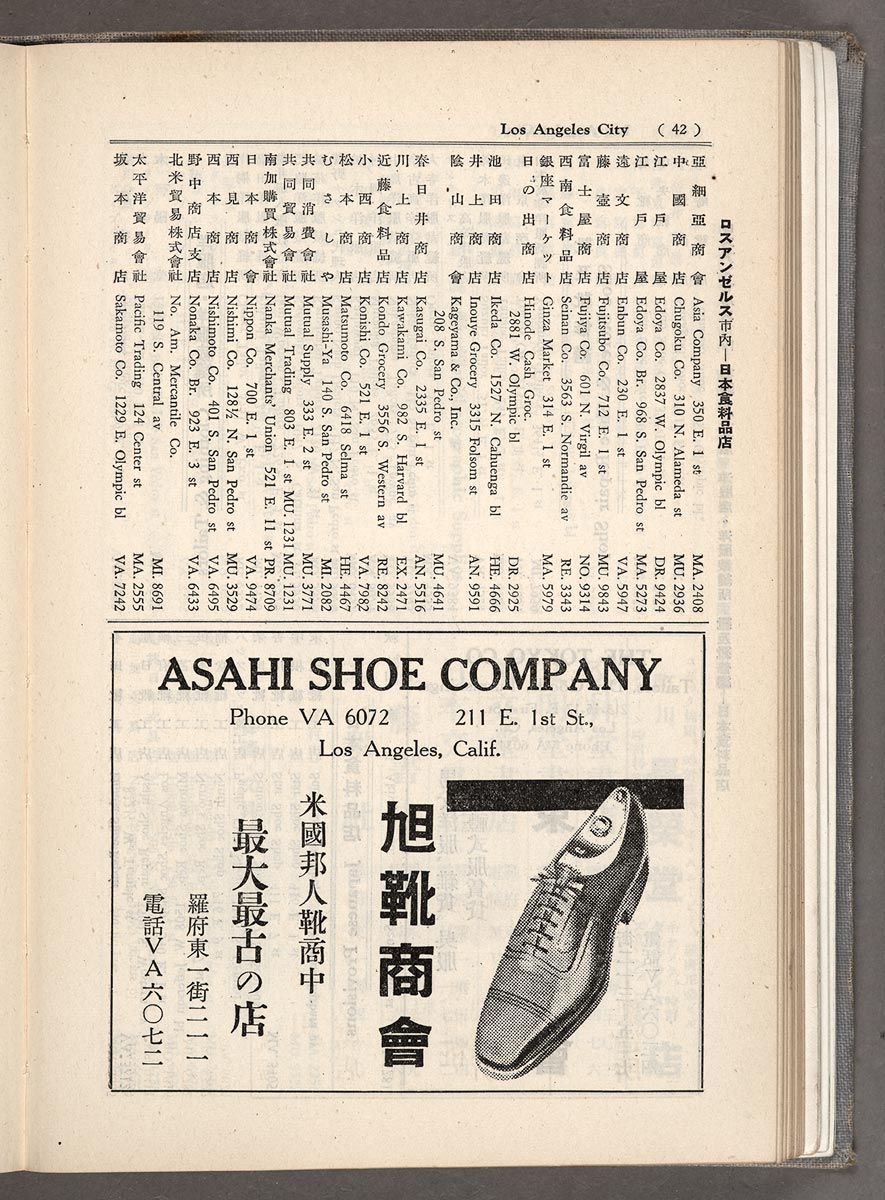 Los Angeles City ( 42 )
ロスアンゼルス市內—日本食料品店
亞細亞商會 Asia Company 350 E. 1 st MA. 2408
中國商店 Chugoku Co. 310 N. Alameda st MU. 2936
江戶屋 Edoya Co. 2837 W. Olympic bl DR. 9424
江戶屋 Edoya Co. Br. 968 S. San Pedro st MA. 5273
遠文商店 Enbun Co. 230 E. 1 st VA. 5947
藤壺商店 Fujitsubo Co. 712 E. 1 st MU. 9843
富士屋商店 Fujiya Co. 601 N. Virgil av NO. 9314
西南食料品店 Seinan Co. 3563 S. Normandie av RE. 3343
銀座マーケット Ginza Market 314 E. 1 st MA. 5979
日の出商店 Hinode Cash Groc.
2881 W. Olympic bl DR. 2925
池田商店 Ikeda Co. 1527 N. Cahuenga bl HE. 4666
井上商店 Inouye Grocery 3315 Folsom st AN. 9591
陰山商會 Kageyama & Co., Inc.
208 S. San Pedro st MU. 4641
春日井商店 Kasugai Co. 2335 E. 1 st AN. 5516
川上商店 Kawakami Co. 982 S. Harvard bl EX. 2471
近藤食料品店 Kondo Grocery 3556 S. Western av RE. 8242
小西商店 Konishi Co. 521 E. 1 st VA. 7982
松本商店 Matsumoto Co. 6418 Selma st HE. 4467
むさしや Musashi-Ya 140 S. San Pedro st MI. 2082
共同消費會社 Mutual Supply 333 E. 2 st MU. 3771
共同貿易會社 Mutual Trading 803 E. 1 st MU. 1231 MU. 1231
南加購買株式會社 Nanka Merchants' Union 521 E. 11 st PR. 8709
日本商會 Nippon Co. 700 E. 1 st VA. 9474
西見商店 Nishimi Co. 128½ N. San Pedro st MU. 3529
西本商店 Nishimoto Co. 401 S. San Pedro st VA. 6495
野中商店支店 Nonaka Co. Br. 923 E. 3 st VA. 6433
北米貿易株式會社 No. Am. Mercantile Co.
119 S. Central av MI. 8691
太平洋貿易會社 Pacific Trading 124 Center st MA. 2555
坂本商店 Sakamoto Co. 1229 E. Olympic bl VA. 7242
ASAHI SHOE COMPANY
Phone VA 6072 211 E. 1st St.,
Los Angeles, Calif.
旭靴商會
米國邦人靴商中
最大最古の店
羅府東一街二一一
電話ＶＡ六〇七二